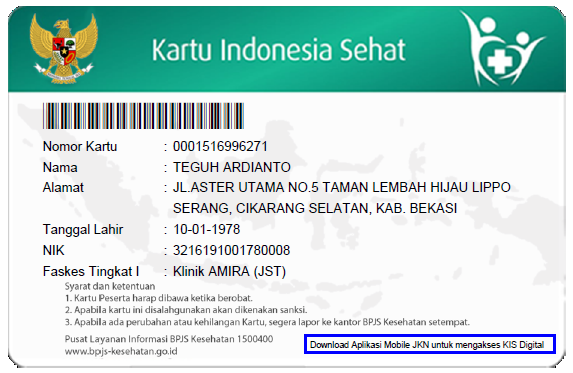 Kartu Indonesia Sehat
Nomor Kartu : 0001516996271
Nama : TEGUH ARDIANTO
Alamat : JL.ASTER UTAMA NO.5 TAMAN LEMBAH HIJAU LIPPO
SERANG, CIKARANG SELATAN, KAB. BEKASI
Tanggal Lahir : 10-01-1978
NIK : 3216191001780008
Faskes Tingkat I : Klinik AMIRA (JST)
Syarat dan ketentuan
1. Kartu Peserta harap dibawa ketika berobat.
2. Apabila kartu ini disalahgunakan akan dikenakan sanksi.
3. Apabila ada perubahan atau kehilangan Kartu, segera lapor ke kantor BPJS Kesehatan setempat.
Pusat Layanan Informasi BPJS Kesehatan 1500400
www.bpjs-kesehatan.go.id
Download Aplikasi Mobile JKN untuk mengakses KIS Digital